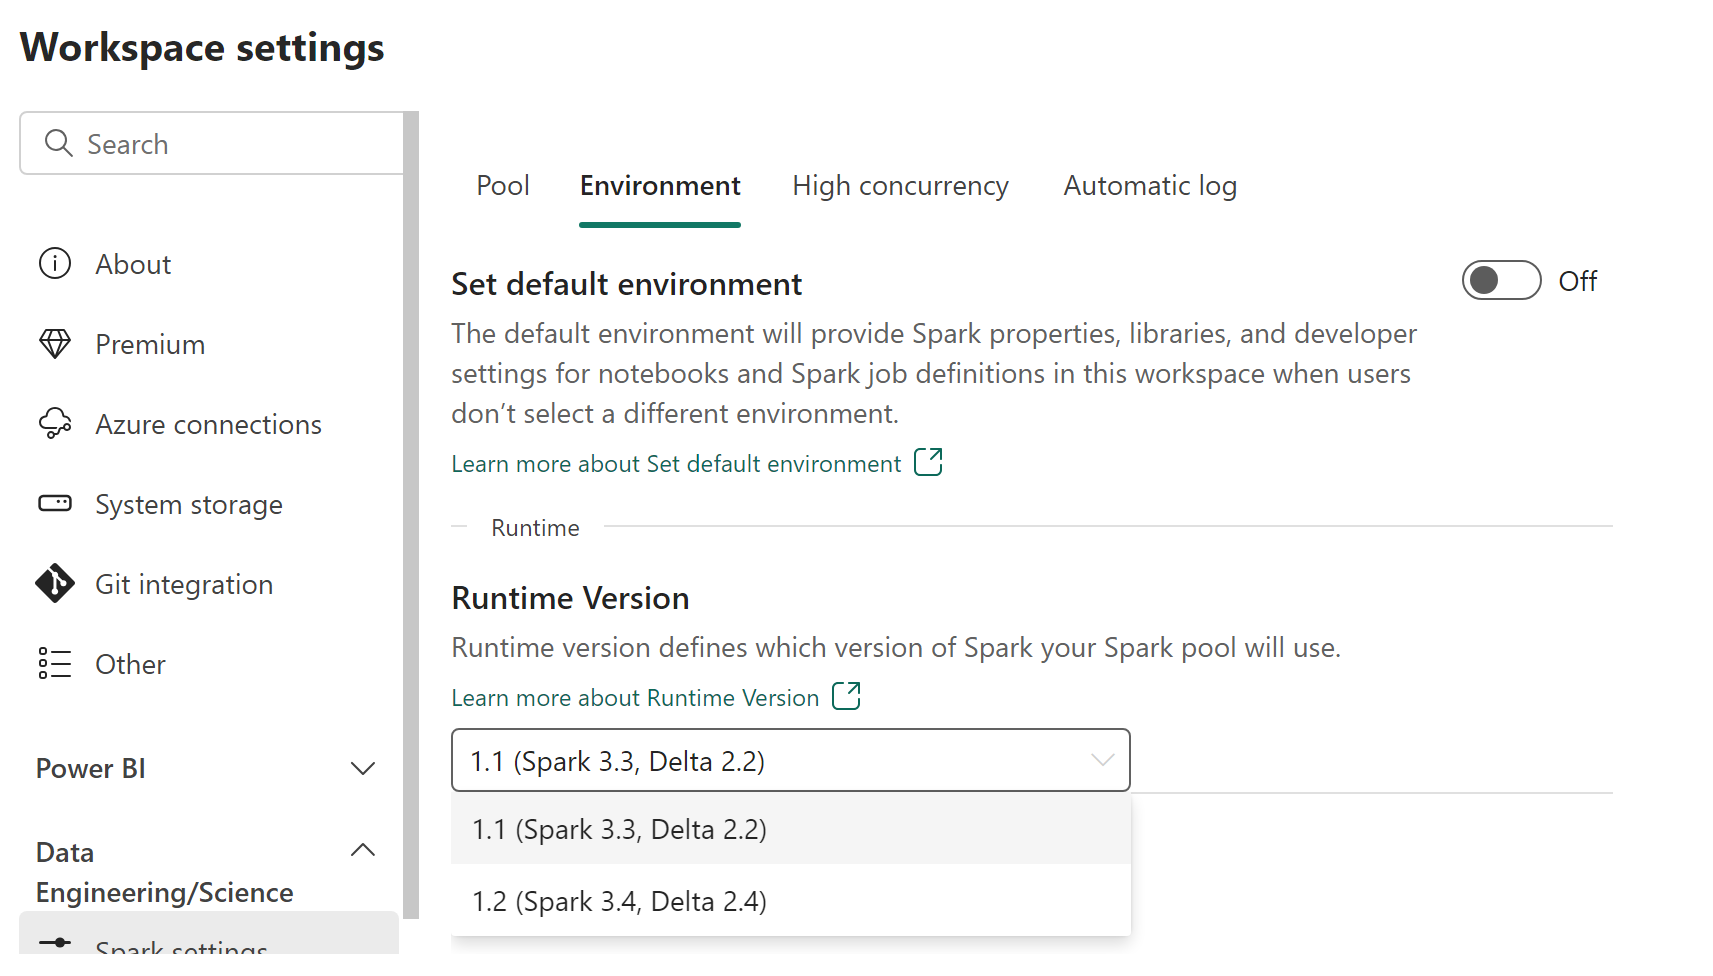 Workspace settings
Search
About
Premium
Azure connections
System storage
Git integration
Other
Power BI
Data
Engineering/Science
Spark settings
Pool
Environment
High concurrency
Automatic log
Set default environment
Off
The default environment will provide Spark properties, libraries, and developer
settings for notebooks and Spark job definitions in this workspace when users
don’t select a different environment.
Learn more about Set default environment
Runtime
Runtime Version
Runtime version defines which version of Spark your Spark pool will use.
Learn more about Runtime Version
1.1 (Spark 3.3, Delta 2.2)
1.1 (Spark 3.3, Delta 2.2)
1.2 (Spark 3.4, Delta 2.4)